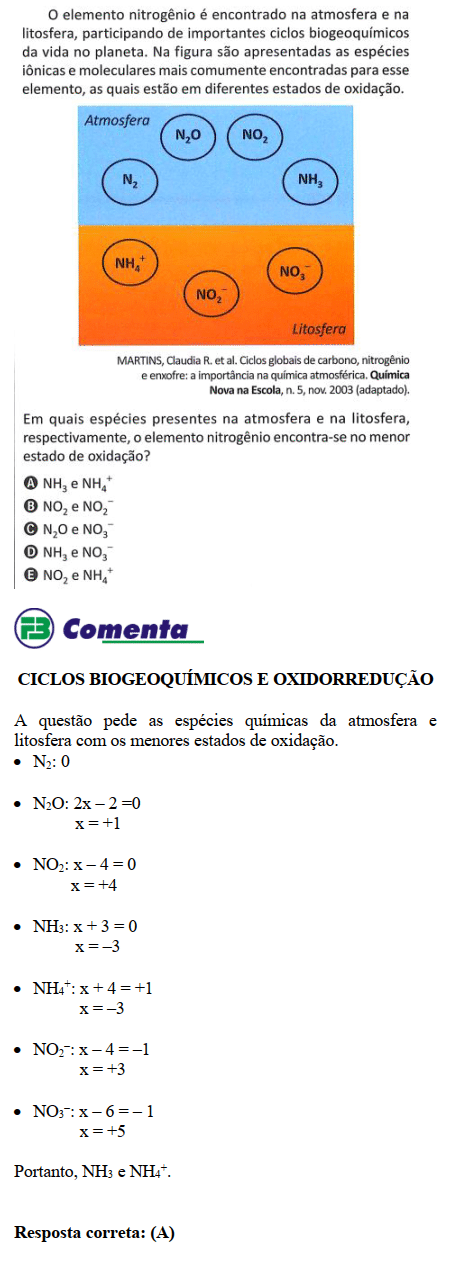 O elemento nitrogênio é encontrado na atmosfera e na
litosfera, participando de importantes ciclos biogeoquímicos
da vida no planeta. Na figura são apresentadas as espécies
iônicas e moleculares mais comumente encontradas para esse
elemento, as quais estão em diferentes estados de oxidação.
Atmosfera
N₂O
NO₂
N₂
NH₃
NH₄⁺
NO₃⁻
NO₂⁻
Litosfera
MARTINS, Claudia R. et al. Ciclos globais de carbono, nitrogênio
e enxofre: a importância na química atmosférica. Química
Nova na Escola, n. 5, nov. 2003 (adaptado).
Em quais espécies presentes na atmosfera e na litosfera,
respectivamente, o elemento nitrogênio encontra-se no menor
estado de oxidação?
A NH₃ e NH₄⁺
B NO₂ e NO₂⁻
C N₂O e NO₃⁻
D NH₃ e NO₃⁻
E NO₂ e NH₄⁺
FB Comenta
CICLOS BIOGEOQUÍMICOS E OXIDORREDUÇÃO
A questão pede as espécies químicas da atmosfera e
litosfera com os menores estados de oxidação.
• N₂: 0
• N₂O: 2x – 2 =0
x = +1
• NO₂: x – 4 = 0
x = +4
• NH₃: x + 3 = 0
x = –3
• NH₄⁺: x + 4 = +1
x = –3
• NO₂⁻: x – 4 = –1
x = +3
• NO₃⁻: x – 6 = – 1
x = +5
Portanto, NH₃ e NH₄⁺.
Resposta correta: (A)